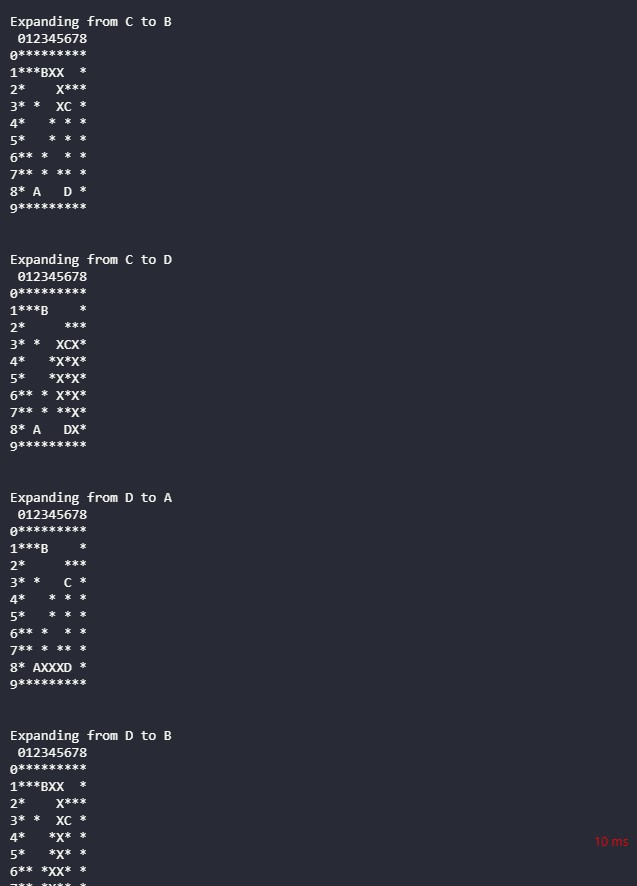 Expanding from C to B
 012345678
0*********
1***BXX  *
2*    X***
3* *  XC *
4*   * * *
5*   * * *
6** *  * *
7** * ** *
8* A   D *
9*********
Expanding from C to D
 012345678
0*********
1***B    *
2*     ***
3* *  XCX*
4*   *X*X*
5*   *X*X*
6** * X*X*
7** * **X*
8* A   DX*
9*********
Expanding from D to A
 012345678
0*********
1***B    *
2*     ***
3* *   C *
4*   * * *
5*   * * *
6** *  * *
7** * ** *
8* AXXXD *
9*********
Expanding from D to B
 012345678
0*********
1***BXX  *
2*    X***
3* *  XC *
4*   *X* *
5*   *X* *
6** *XX* *
10 ms